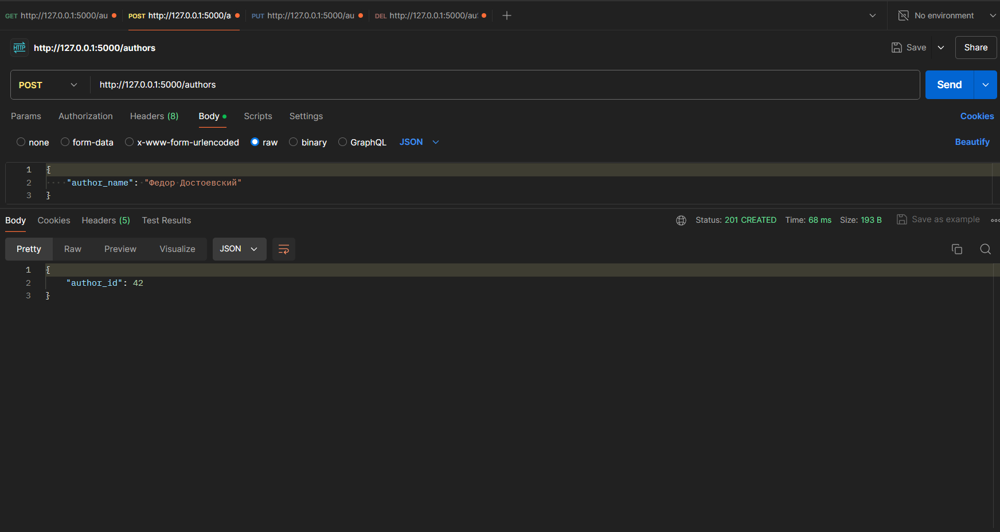 GET http://127.0.0.1:5000/au POST http://127.0.0.1:5000/a PUT http://127.0.0.1:5000/au DEL http://127.0.0.1:5000/au No environment
HTTP http://127.0.0.1:5000/authors Save Share
POST http://127.0.0.1:5000/authors Send
Params Authorization Headers (8) Body Scripts Settings Cookies
none form-data x-www-form-urlencoded raw binary GraphQL JSON Beautify
1 {
2 "author_name": "Федор Достоевский"
3 }
Body Cookies Headers (5) Test Results Status: 201 CREATED Time: 68 ms Size: 193 B Save as example
Pretty Raw Preview Visualize JSON
1 {
2 "author_id": 42
3 }